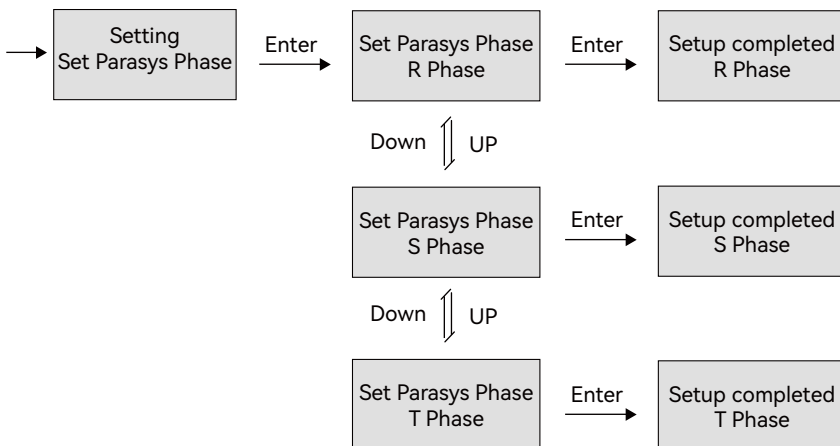 Setting
Set Parasys Phase
Enter
Set Parasys Phase
R Phase
Enter
Setup completed
R Phase
Down
UP
Set Parasys Phase
S Phase
Enter
Setup completed
S Phase
Down
UP
Set Parasys Phase
T Phase
Enter
Setup completed
T Phase